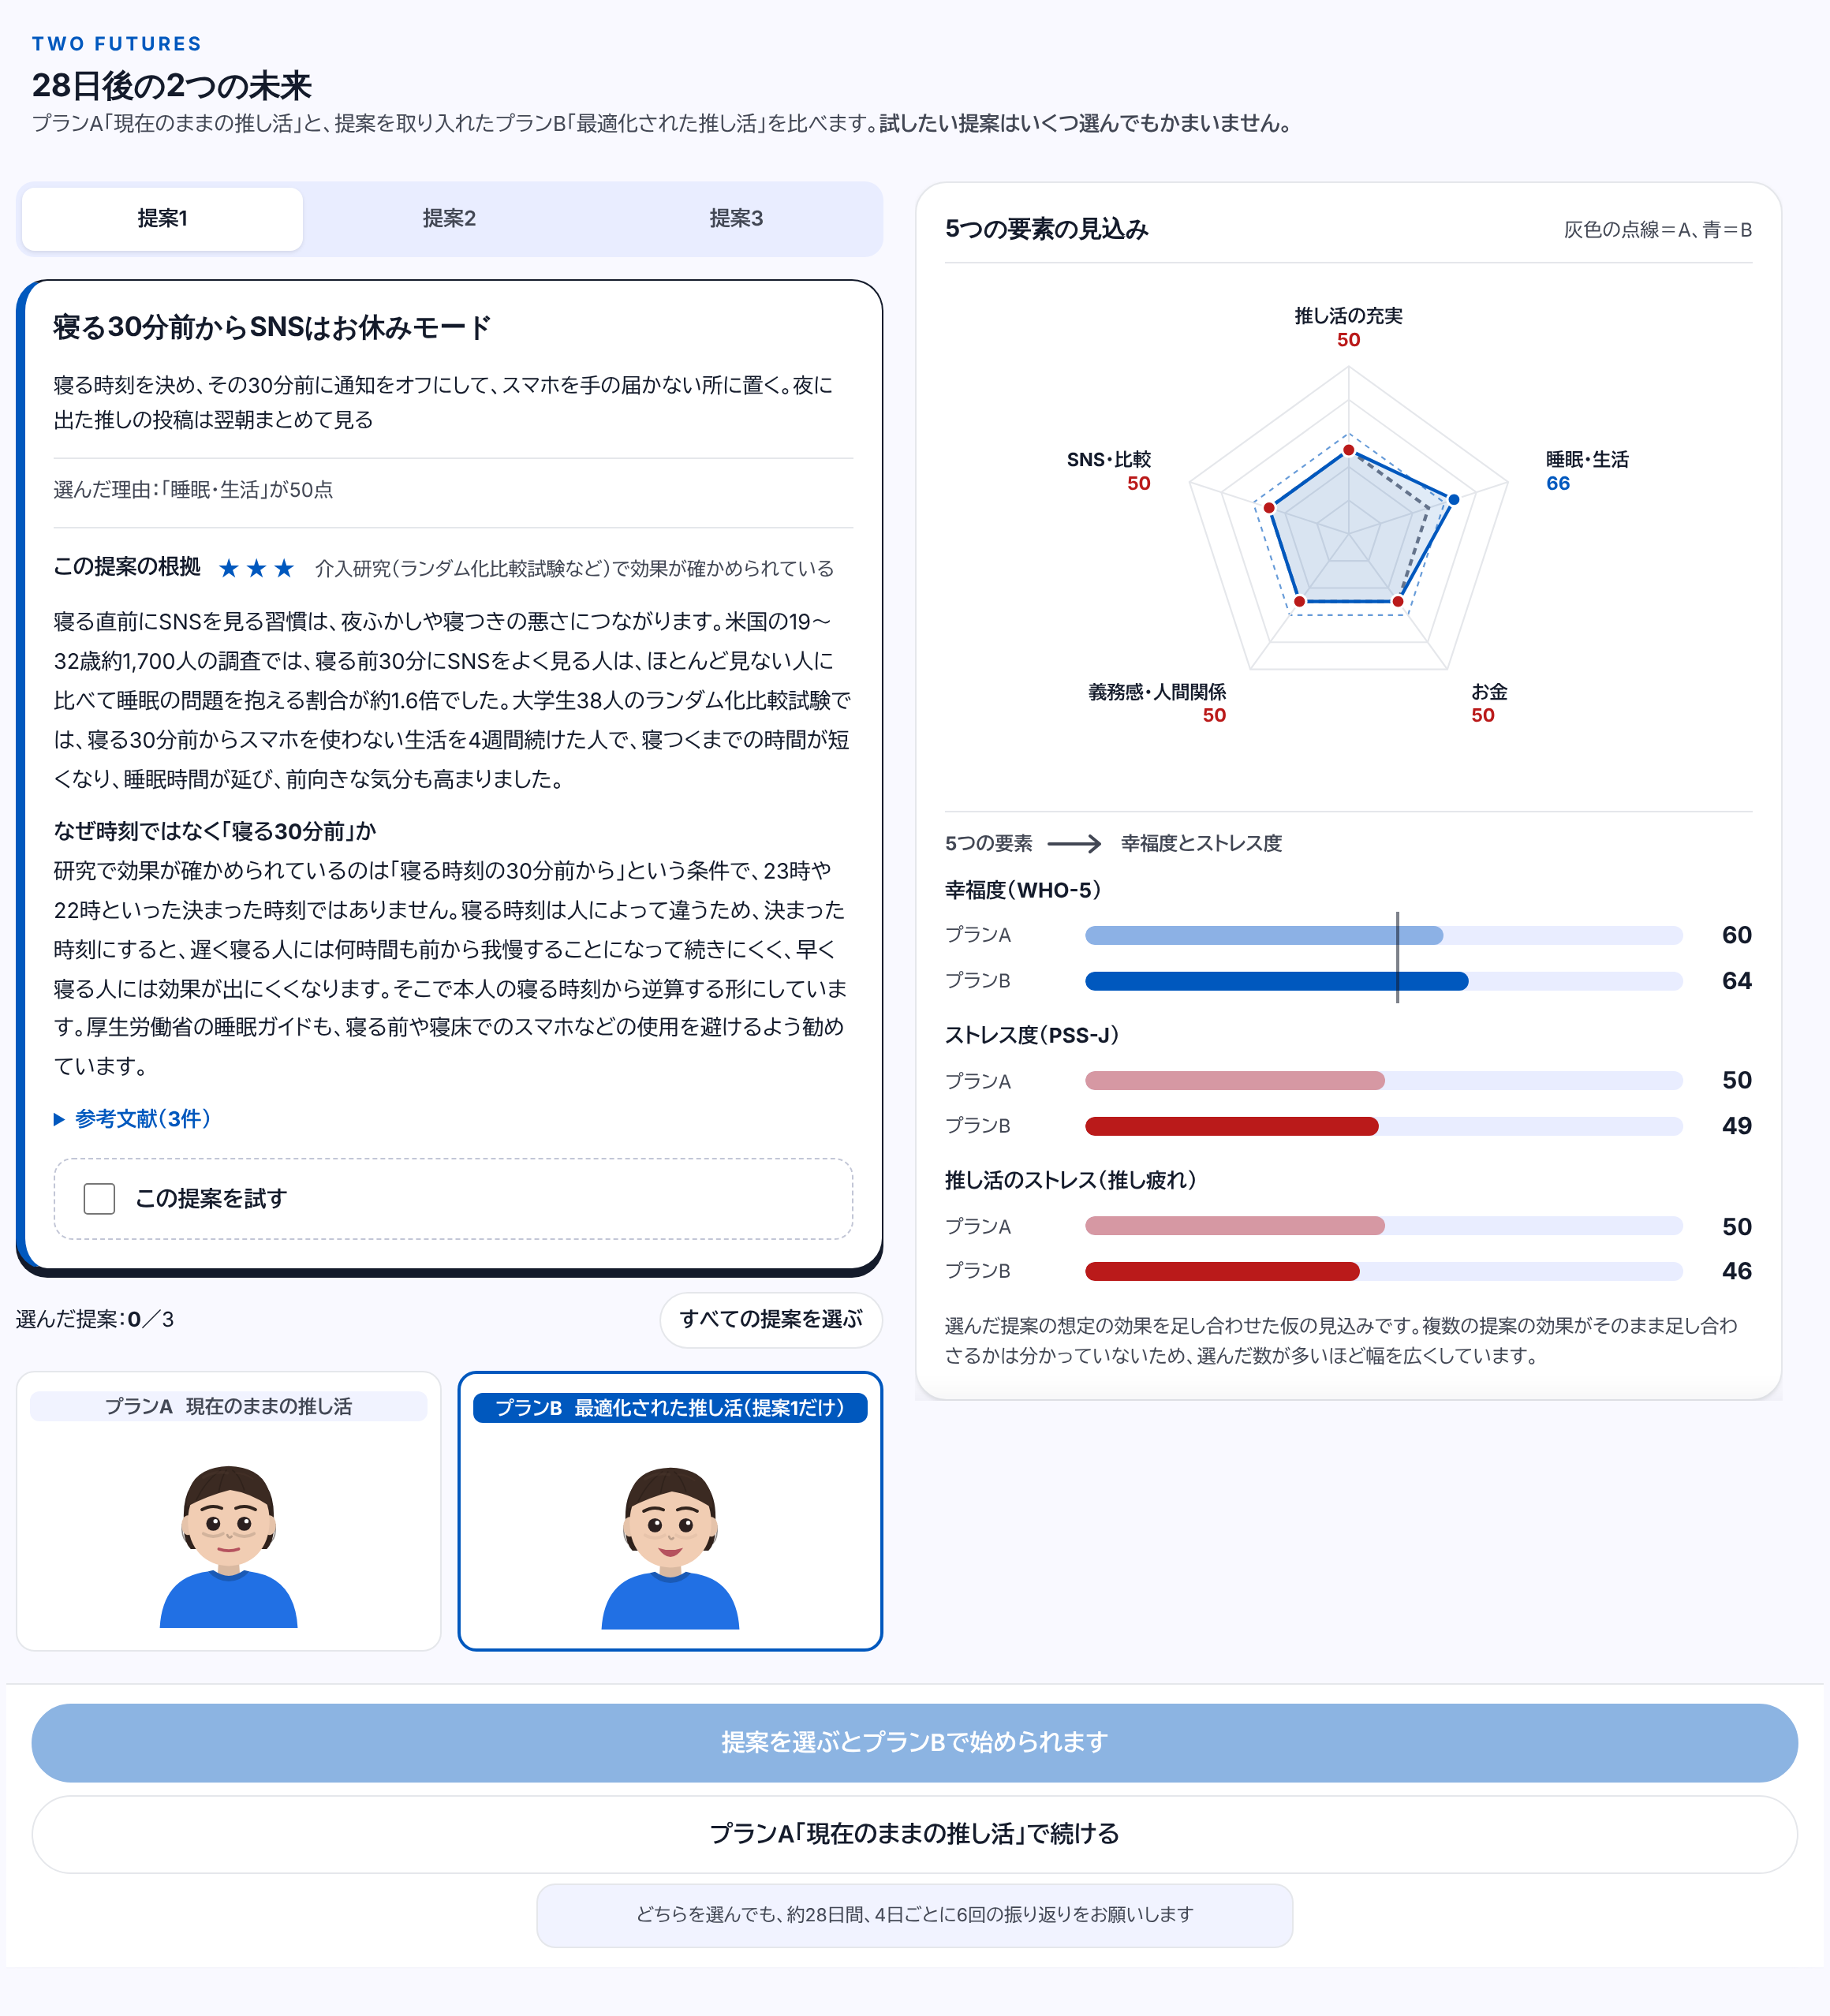 TWO FUTURES
28日後の2つの未来
プランA「現在のままの推し活」と、提案を取り入れたプランB「最適化された推し活」を比べます。試したい提案はいくつ選んでもかまいません。
提案1
提案2
提案3
寝る30分前からSNSはお休みモード
寝る時刻を決め、その30分前に通知をオフにして、スマホを手の届かない所に置く。夜に
出た推しの投稿は翌朝まとめて見る
選んだ理由：「睡眠・生活」が50点
この提案の根拠 ★★★ 介入研究（ランダム化比較試験など）で効果が確かめられている
寝る直前にSNSを見る習慣は、夜ふかしや寝つきの悪さにつながります。米国の19〜
32歳約1,700人の調査では、寝る前30分にSNSをよく見る人は、ほとんど見ない人に
比べて睡眠の問題を抱える割合が約1.6倍でした。大学生38人のランダム化比較試験で
は、寝る30分前からスマホを使わない生活を4週間続けた人で、寝つくまでの時間が短
くなり、睡眠時間が延び、前向きな気分も高まりました。
なぜ時刻ではなく「寝る30分前」か
研究で効果が確かめられているのは「寝る時刻の30分前から」という条件で、23時や
22時といった決まった時刻ではありません。寝る時刻は人によって違うため、決まった
時刻にすると、遅く寝る人には何時間も前から我慢することになって続きにくく、早く
寝る人には効果が出にくくなります。そこで本人の寝る時刻から逆算する形にしていま
す。厚生労働省の睡眠ガイドも、寝る前や寝床でのスマホなどの使用を避けるよう勧め
ています。
▶ 参考文献（3件）
この提案を試す
選んだ提案：0／3
すべての提案を選ぶ
プランA 現在のままの推し活
プランB 最適化された推し活（提案1だけ）
5つの要素の見込み
灰色の点線＝A、青＝B
推し活の充実
50
SNS・比較
50
睡眠・生活
66
義務感・人間関係
50
お金
50
5つの要素 → 幸福度とストレス度
幸福度（WHO-5）
プランA 60
プランB 64
ストレス度（PSS-J）
プランA 50
プランB 49
推し活のストレス（推し疲れ）
プランA 50
プランB 46
選んだ提案の想定の効果を足し合わせた仮の見込みです。複数の提案の効果がそのまま足し合わ
さるかは分かっていないため、選んだ数が多いほど幅を広くしています。
提案を選ぶとプランBで始められます
プランA「現在のままの推し活」で続ける
どちらを選んでも、約28日間、4日ごとに6回の振り返りをお願いします